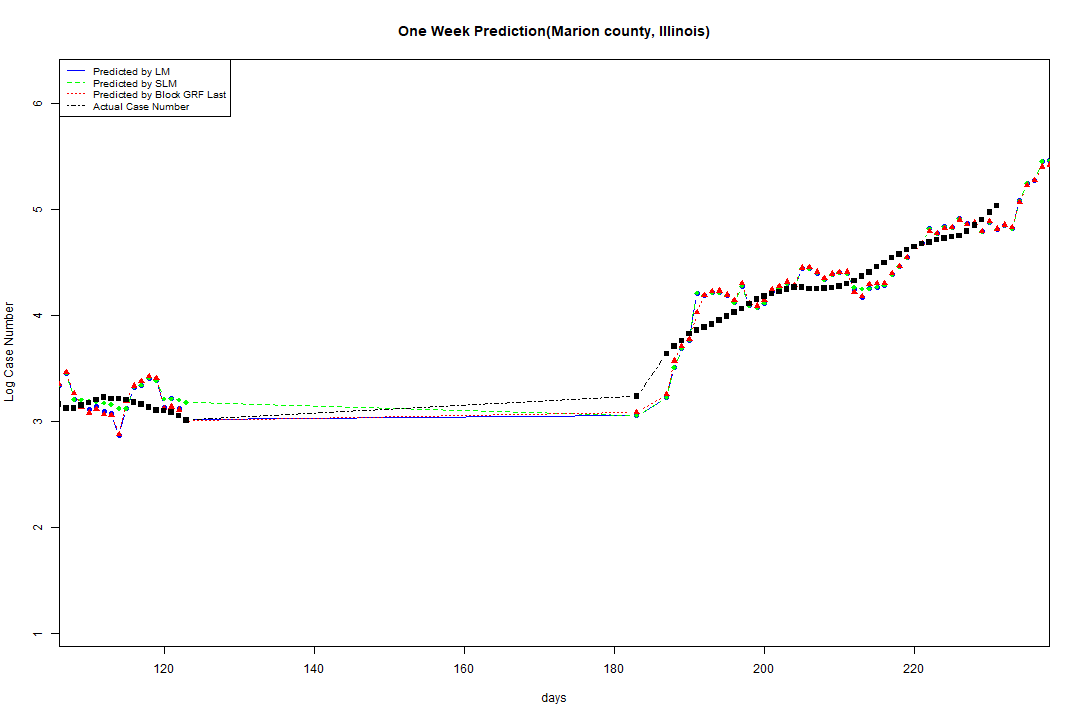 One Week Prediction(Marion county, Illinois)
Predicted by LM
Predicted by SLM
Predicted by Block GRF Last
Actual Case Number
6
5
4
3
2
1
Log Case Number
120 140 160 180 200 220
days